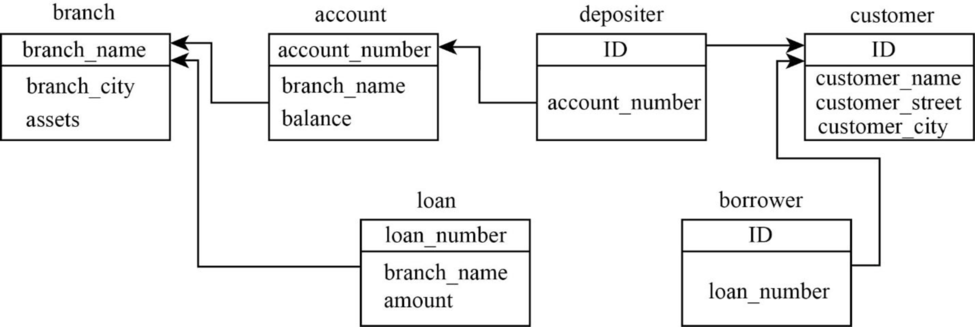 branch
branch_name
branch_city
assets
account
account_number
branch_name
balance
depositer
ID
account_number
customer
ID
customer_name
customer_street
customer_city
loan
loan_number
branch_name
amount
borrower
ID
loan_number